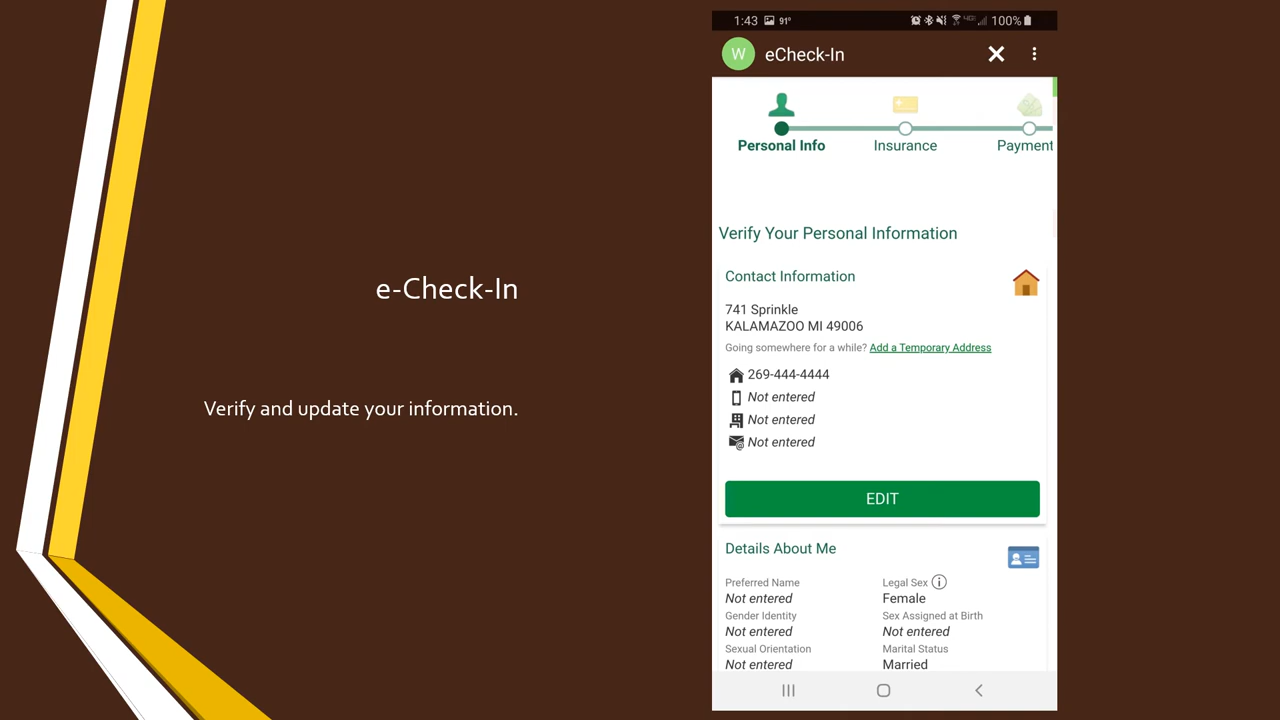 e-Check-In
Verify and update your information.
1:43 91° 100%
W eCheck-In
Personal Info Insurance Payment
Verify Your Personal Information
Contact Information
741 Sprinkle
KALAMAZOO MI 49006
Going somewhere for a while? Add a Temporary Address
269-444-4444
Not entered
Not entered
Not entered
EDIT
Details About Me
Preferred Name Legal Sex
Not entered Female
Gender Identity Sex Assigned at Birth
Not entered Not entered
Sexual Orientation Marital Status
Not entered Married